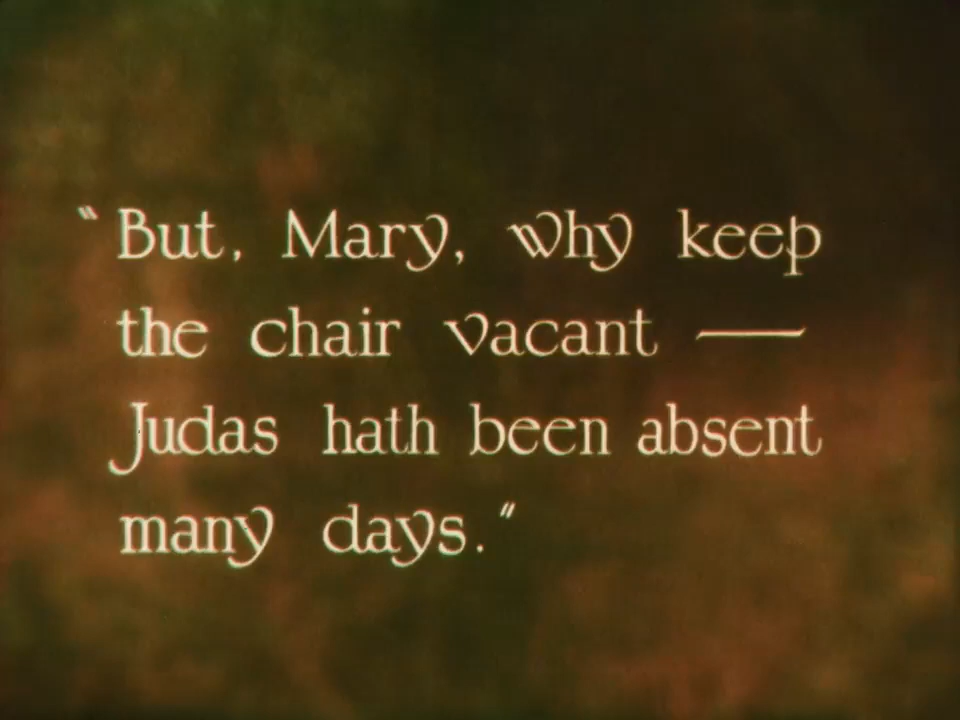 "But, Mary, why keep
the chair vacant —
Judas hath been absent
many days."